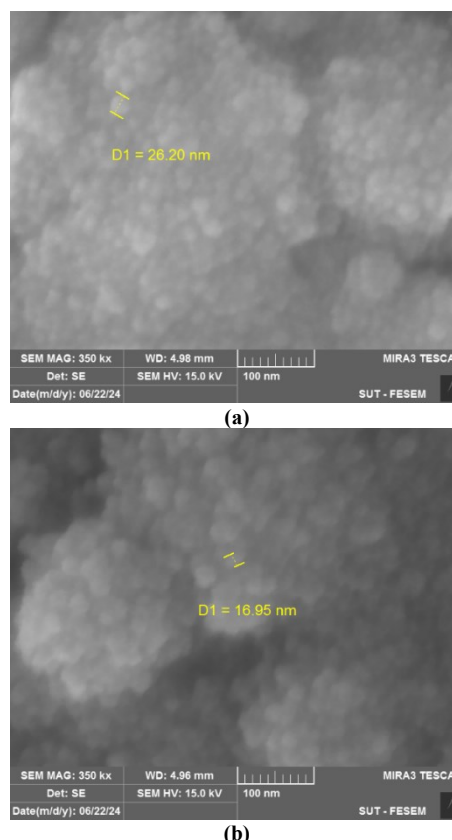 D1 = 26.20 nm
SEM MAG: 350 kx WD: 4.98 mm MIRA3 TESCA
Det: SE SEM HV: 15.0 kV 100 nm
Date(m/d/y): 06/22/24 SUT - FESEM
(a)
D1 = 16.95 nm
SEM MAG: 350 kx WD: 4.96 mm MIRA3 TESCA
Det: SE SEM HV: 15.0 kV 100 nm
Date(m/d/y): 06/22/24 SUT - FESEM
(b)